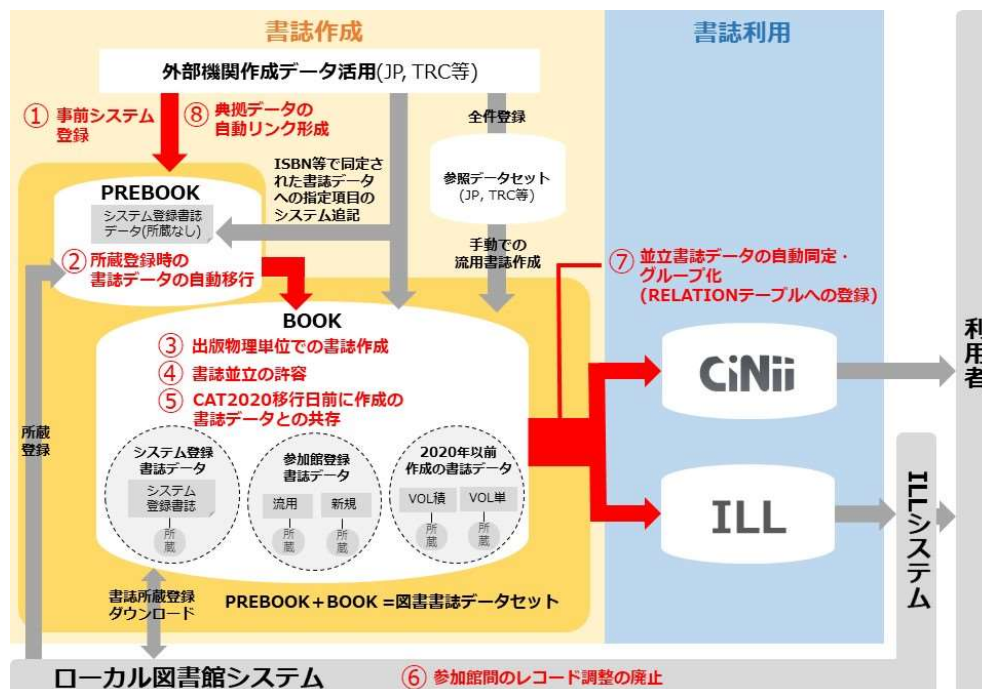 書誌作成
書誌利用
外部機関作成データ活用(JP, TRC等)
① 事前システム
登録
⑧ 典拠データの
自動リンク形成
全件登録
ISBN等で同定さ
れた書誌データ
への指定項目の
システム追記
参照データセット
(JP, TRC等)
PREBOOK
システム登録書誌
データ(所蔵なし)
② 所蔵登録時の
書誌データの自動移行
手動での
流用書誌作成
⑦ 並立書誌データの自動同定・
グループ化
(RELATIONテーブルへの登録)
BOOK
③ 出版物理単位での書誌作成
④ 書誌並立の許容
⑤ CAT2020移行日前に作成の
書誌データとの共存
CiNii
利用者
所蔵
登録
システム登録
書誌データ
システム
登録書誌
所
蔵
参加館登録
書誌データ
流用
新規
所
蔵
所
蔵
2020年以前
作成の書誌データ
VOL積
VOL単
所
蔵
所
蔵
ILL
ILLシステム
書誌所蔵登録
ダウンロード
PREBOOK+BOOK =図書書誌データセット
ローカル図書館システム
⑥ 参加館間のレコード調整の廃止